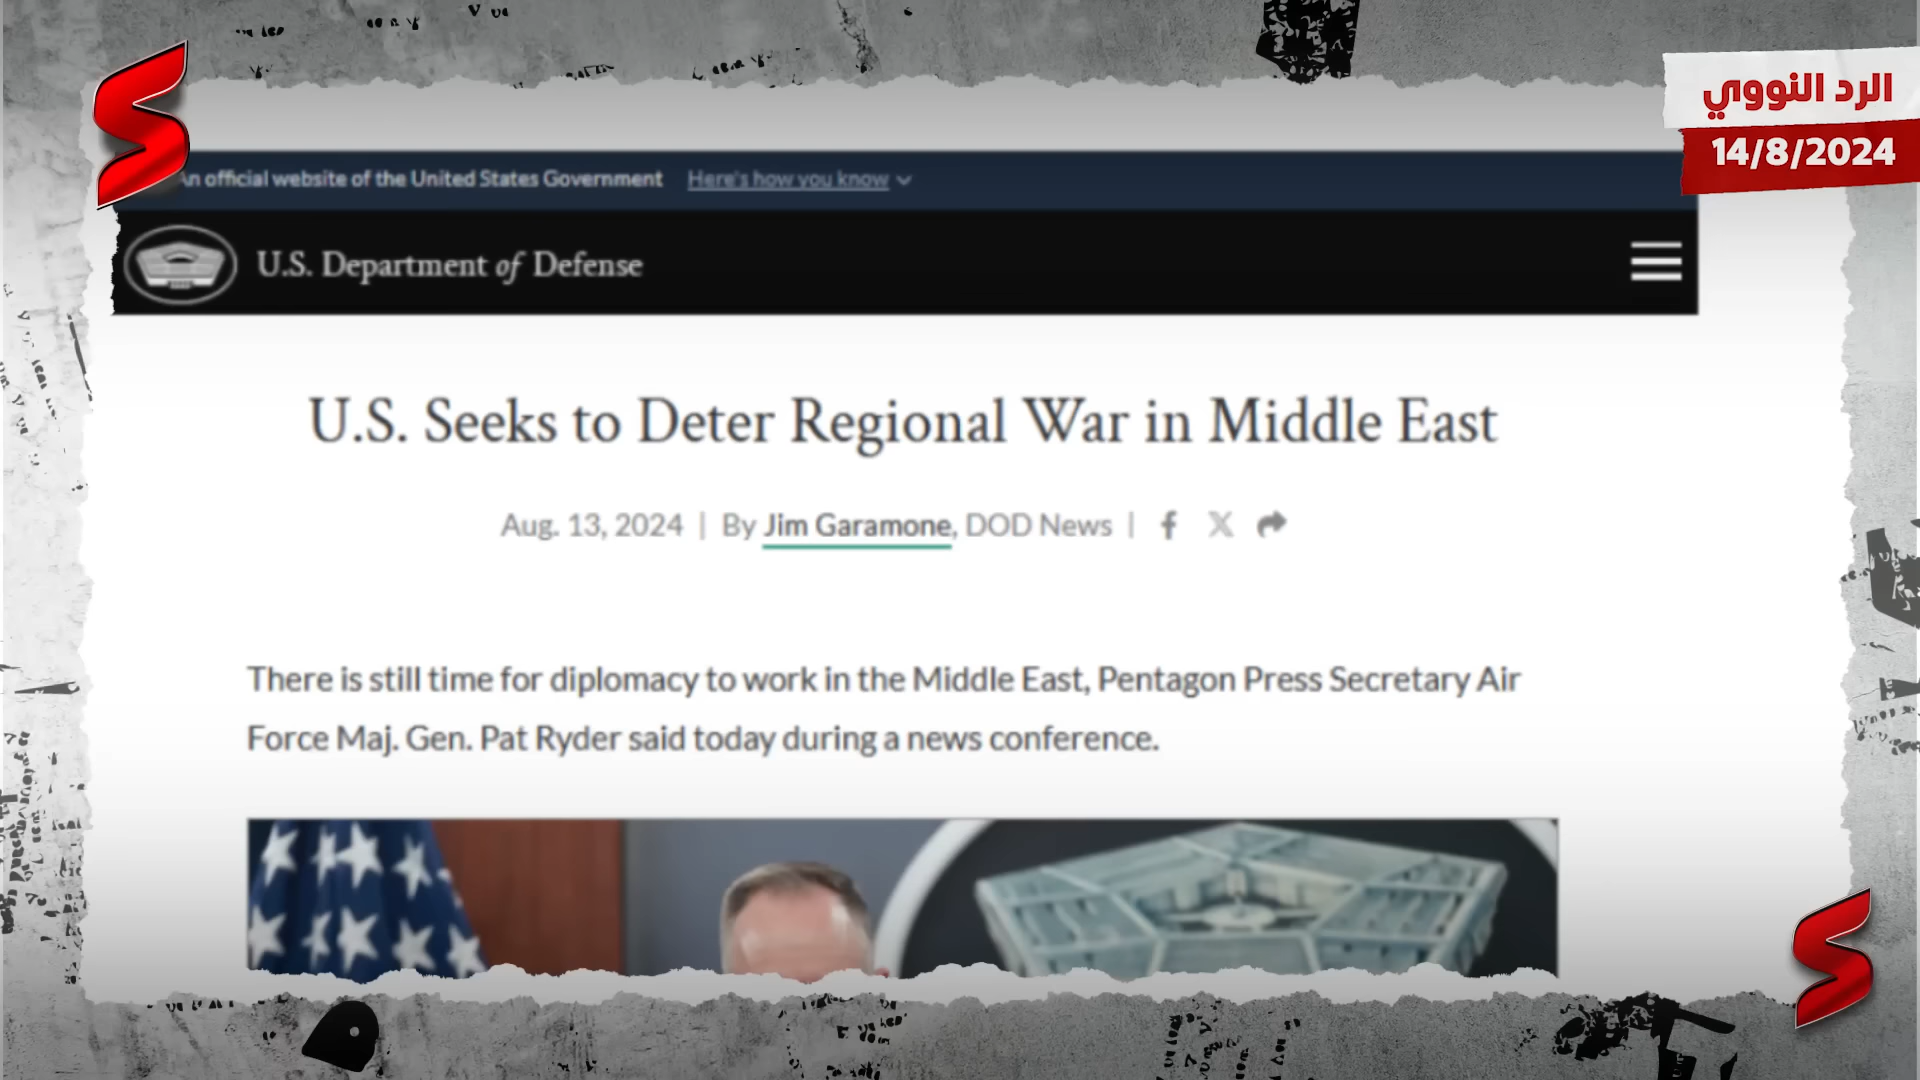 الرد النووي
14/8/2024
An official website of the United States Government Here's how you know
U.S. Department of Defense
U.S. Seeks to Deter Regional War in Middle East
Aug. 13, 2024 | By Jim Garamone, DOD News |
There is still time for diplomacy to work in the Middle East, Pentagon Press Secretary Air
Force Maj. Gen. Pat Ryder said today during a news conference.